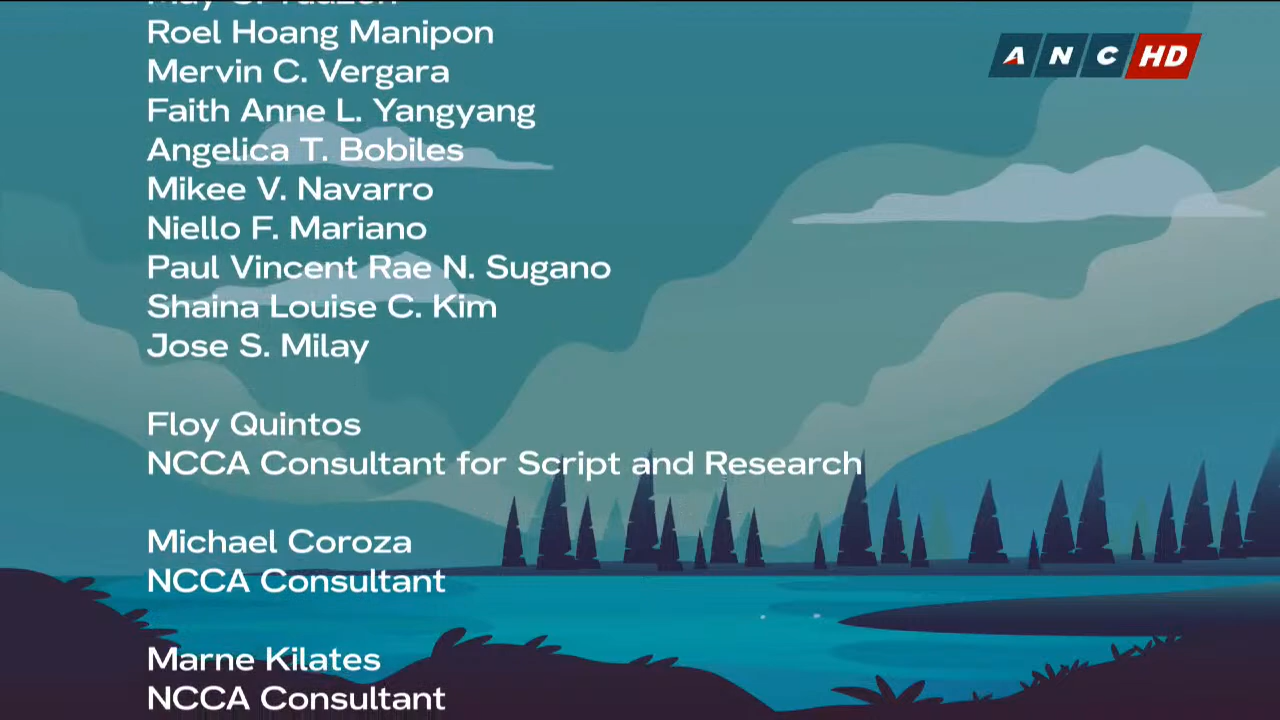 Roel Hoang Manipon
Mervin C. Vergara
Faith Anne L. Yangyang
Angelica T. Bobiles
Mikee V. Navarro
Niello F. Mariano
Paul Vincent Rae N. Sugano
Shaina Louise C. Kim
Jose S. Milay
Floy Quintos
NCCA Consultant for Script and Research
Michael Coroza
NCCA Consultant
Marne Kilates
NCCA Consultant
ANC HD